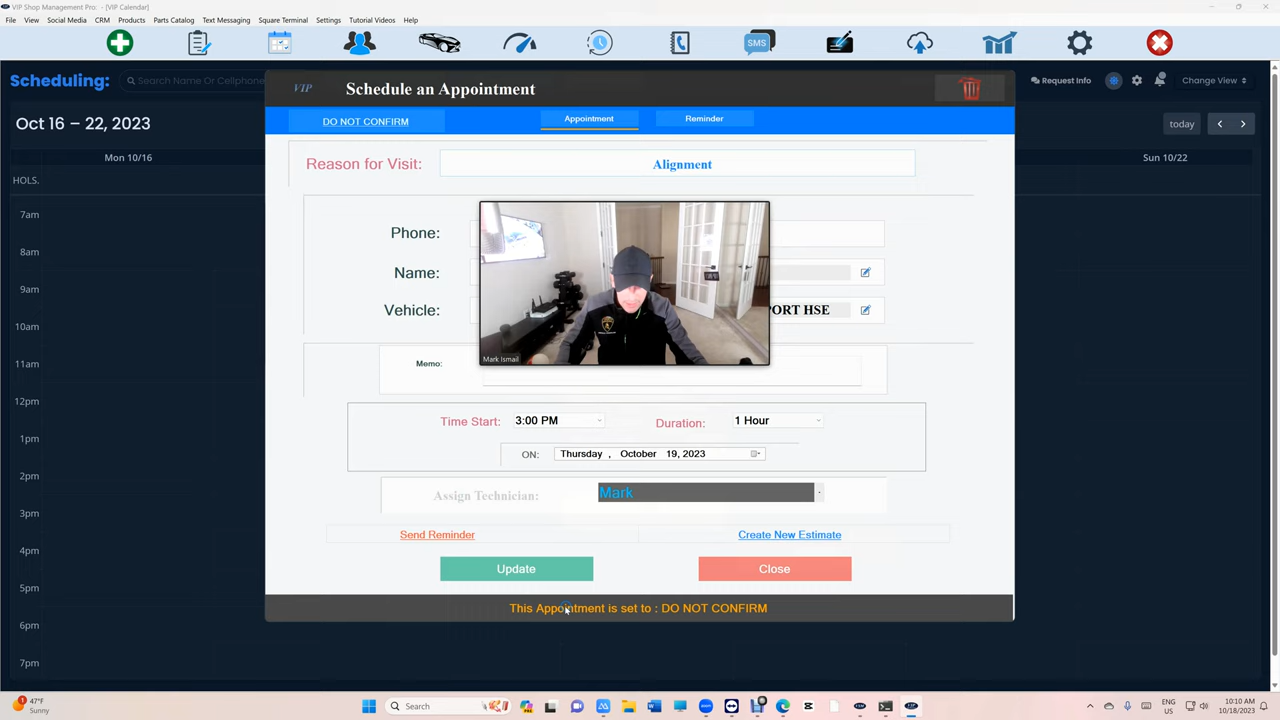 VIP Shop Management Pro: - [VIP Calendar]
File View Social Media CRM Products Parts Catalog Text Messaging Square Terminal Settings Tutorial Videos Help
SMS
Scheduling: Search Name Or Cellphone Request Info Change View
VIP Schedule an Appointment
DO NOT CONFIRM Appointment Reminder
Oct 16 – 22, 2023 today
Mon 10/16 Sun 10/22
HOLS.
Reason for Visit: Alignment
7am
Phone:
8am
Name:
9am
Vehicle: PORT HSE
10am
Mark Ismail
11am
Memo:
12pm
Time Start: 3:00 PM Duration: 1 Hour
1pm
ON: Thursday , October 19, 2023
2pm
Assign Technician: Mark
3pm
Send Reminder Create New Estimate
4pm
Update Close
5pm
This Appointment is set to : DO NOT CONFIRM
6pm
7pm
47°F
Sunny
Search
ENG
US
10:10 AM
10/18/2023